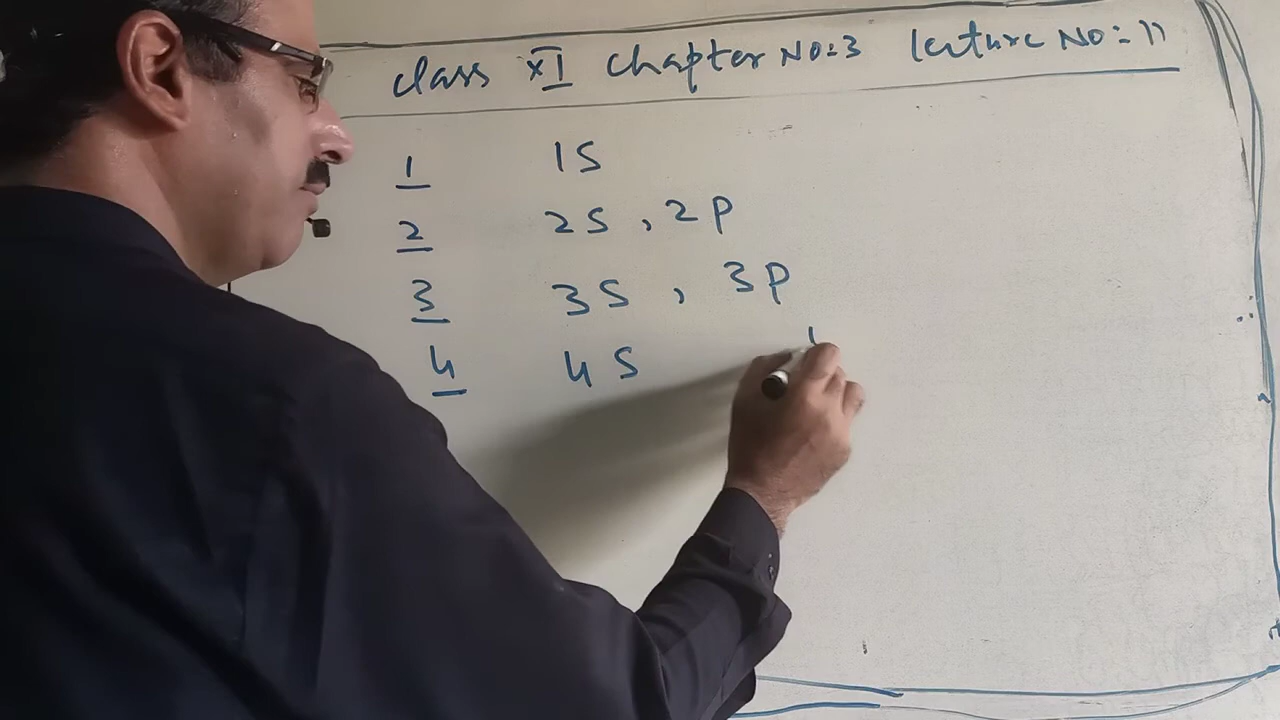 class XI chapter NO:3 lecture NO:11
1 1S
2 2S , 2P
3 3S , 3P
4 4S